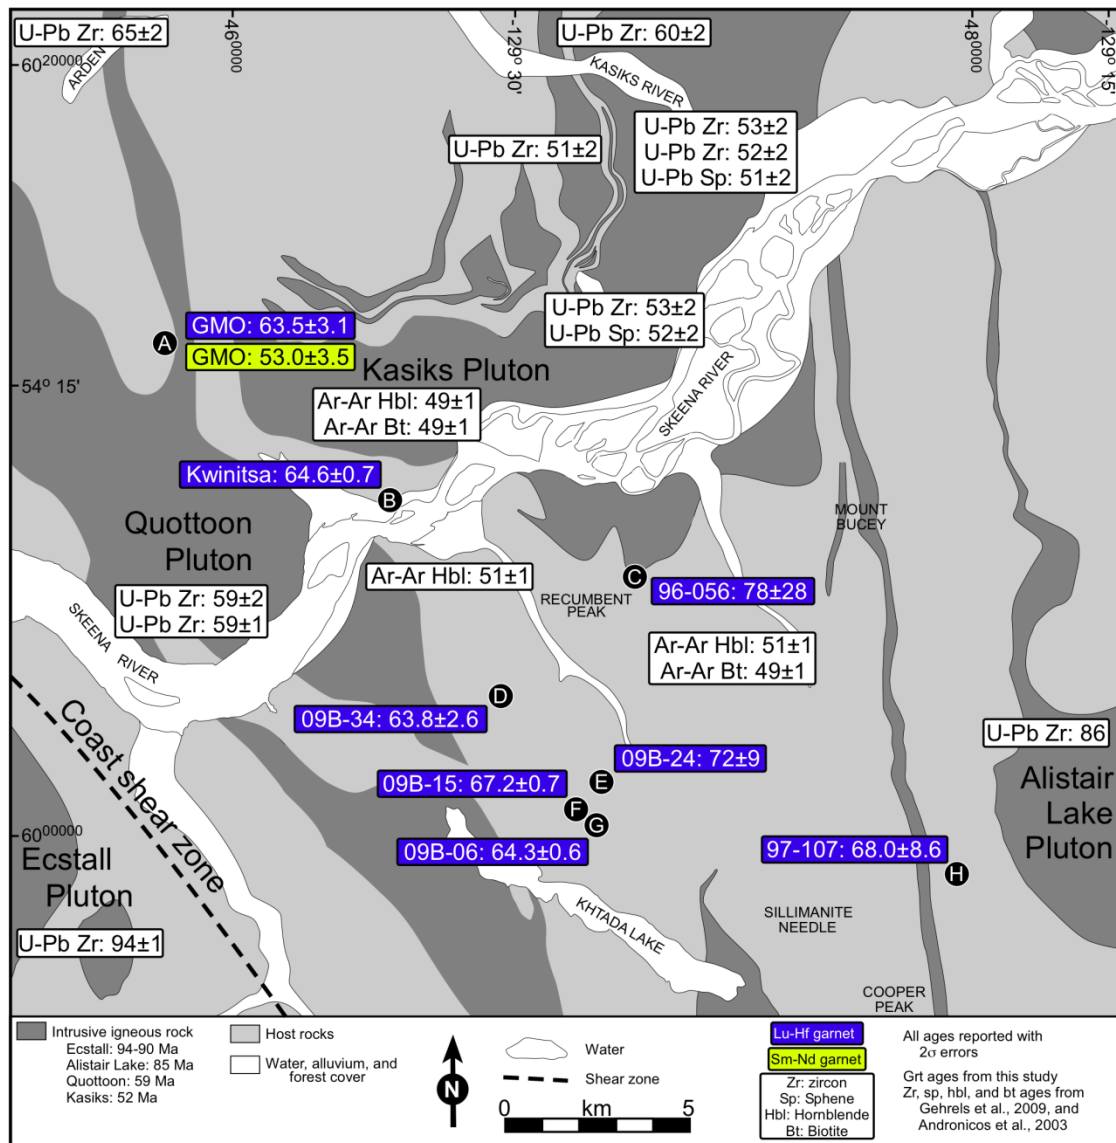 U-Pb Zr: 65±2
ARDEN
460000
-129° 30'
U-Pb Zr: 60±2
480000
-129° 15'
6020000
KASIKS RIVER
U-Pb Zr: 51±2
U-Pb Zr: 53±2
U-Pb Zr: 52±2
U-Pb Sp: 51±2
U-Pb Zr: 53±2
U-Pb Sp: 52±2
A
GMO: 63.5±3.1
GMO: 53.0±3.5
Kasiks Pluton
SKEENA RIVER
54° 15'
Ar-Ar Hbl: 49±1
Ar-Ar Bt: 49±1
Kwinitsa: 64.6±0.7
B
MOUNT
BUCEY
Quottoon
Pluton
Ar-Ar Hbl: 51±1
C
RECUMBENT
PEAK
96-056: 78±28
U-Pb Zr: 59±2
U-Pb Zr: 59±1
SKEENA RIVER
Ar-Ar Hbl: 51±1
Ar-Ar Bt: 49±1
D
09B-34: 63.8±2.6
U-Pb Zr: 86
Coast shear zone
09B-24: 72±9
E
09B-15: 67.2±0.7
F
G
Alistair
Lake
Pluton
6000000
09B-06: 64.3±0.6
97-107: 68.0±8.6
H
Ecstall
Pluton
KHTADA LAKE
SILLIMANITE
NEEDLE
U-Pb Zr: 94±1
COOPER
PEAK
Intrusive igneous rock
Ecstall: 94-90 Ma
Alistair Lake: 85 Ma
Quottoon: 59 Ma
Kasiks: 52 Ma
Host rocks
Water, alluvium, and
forest cover
N
Water
Shear zone
0 km 5
Lu-Hf garnet
Sm-Nd garnet
Zr: zircon
Sp: Sphene
Hbl: Hornblende
Bt: Biotite
All ages reported with
2σ errors
Grt ages from this study
Zr, sp, hbl, and bt ages from
Gehrels et al., 2009, and
Andronicos et al., 2003